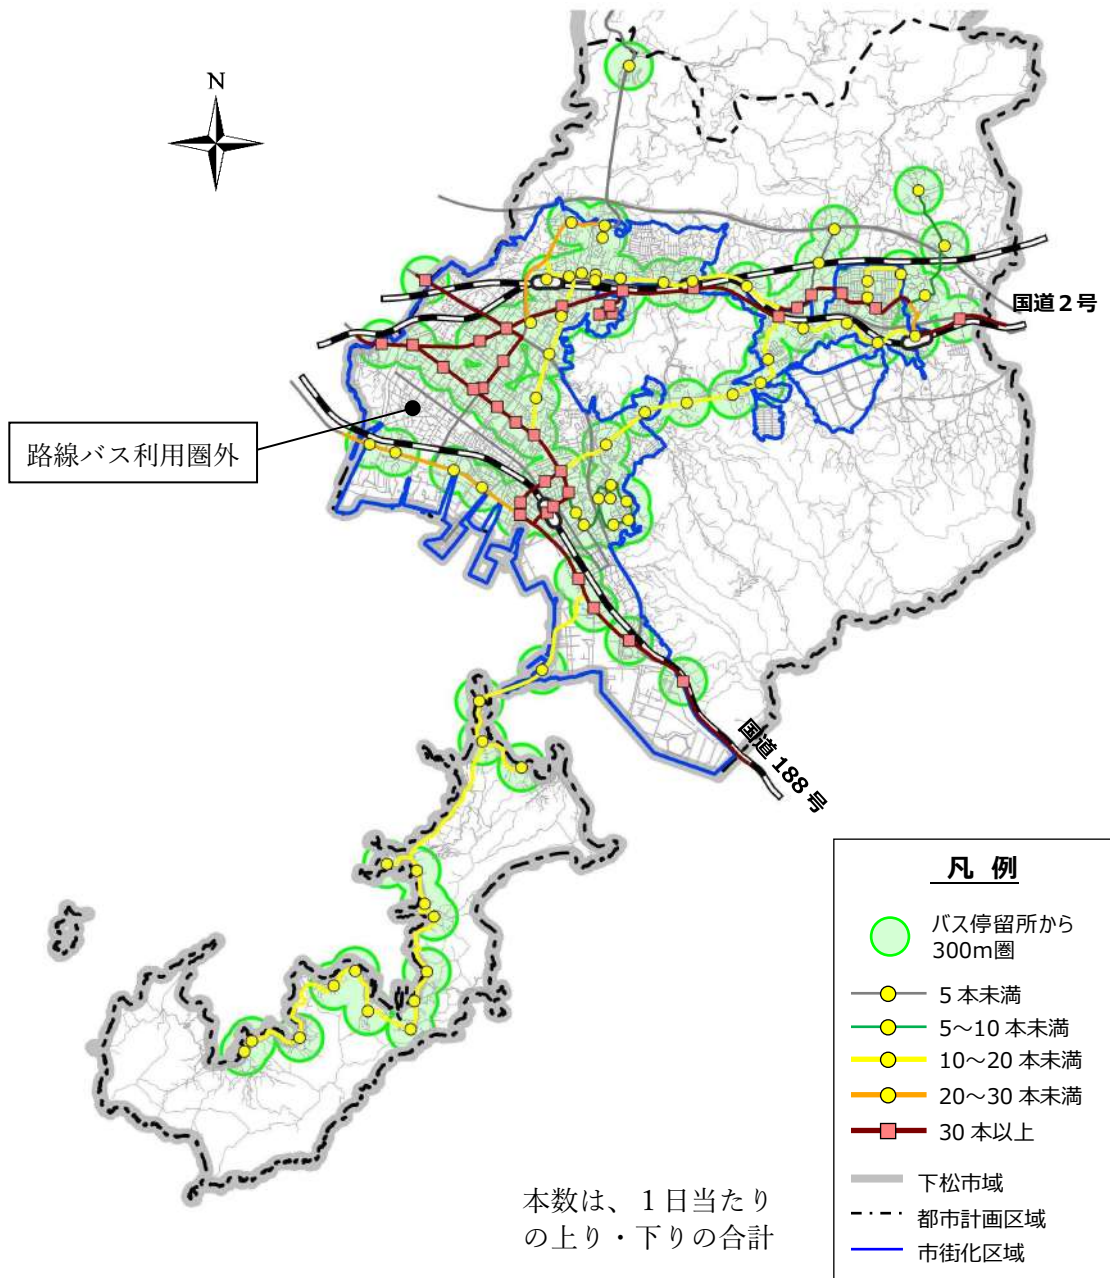 N
国道２号
路線バス利用圏外
国道 188 号
凡 例
バス停留所から
300m圏
5 本未満
5～10 本未満
10～20 本未満
20～30 本未満
30 本以上
下松市域
都市計画区域
市街化区域
本数は、１日当たり
の上り・下りの合計